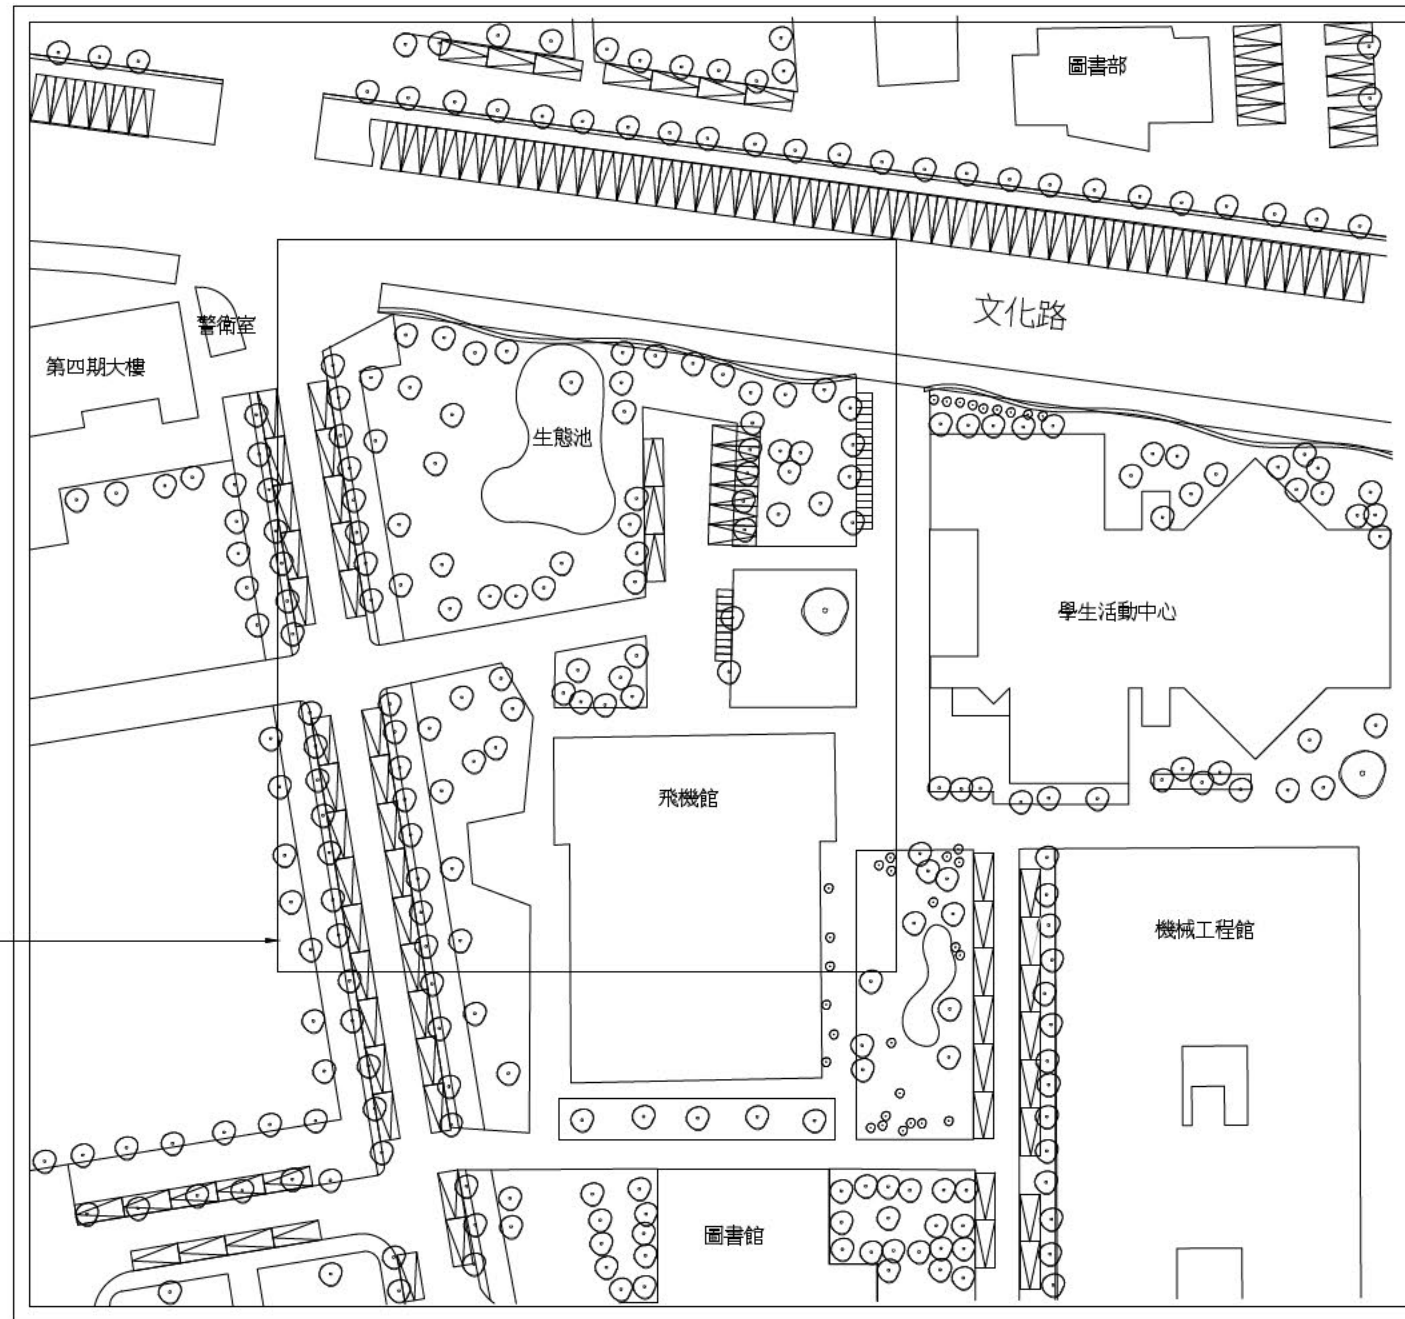 圖書部
文化路
警衛室
第四期大樓
生態池
學生活動中心
飛機館
機械工程館
圖書館